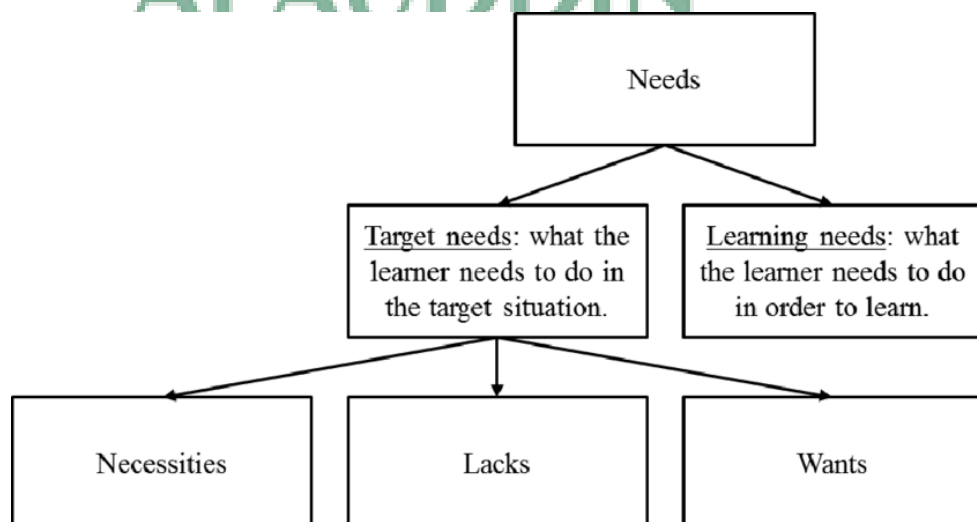 ALAUDDIN
Needs
Target needs: what the
learner needs to do in
the target situation.
Learning needs: what
the learner needs to do
in order to learn.
Necessities
Lacks
Wants